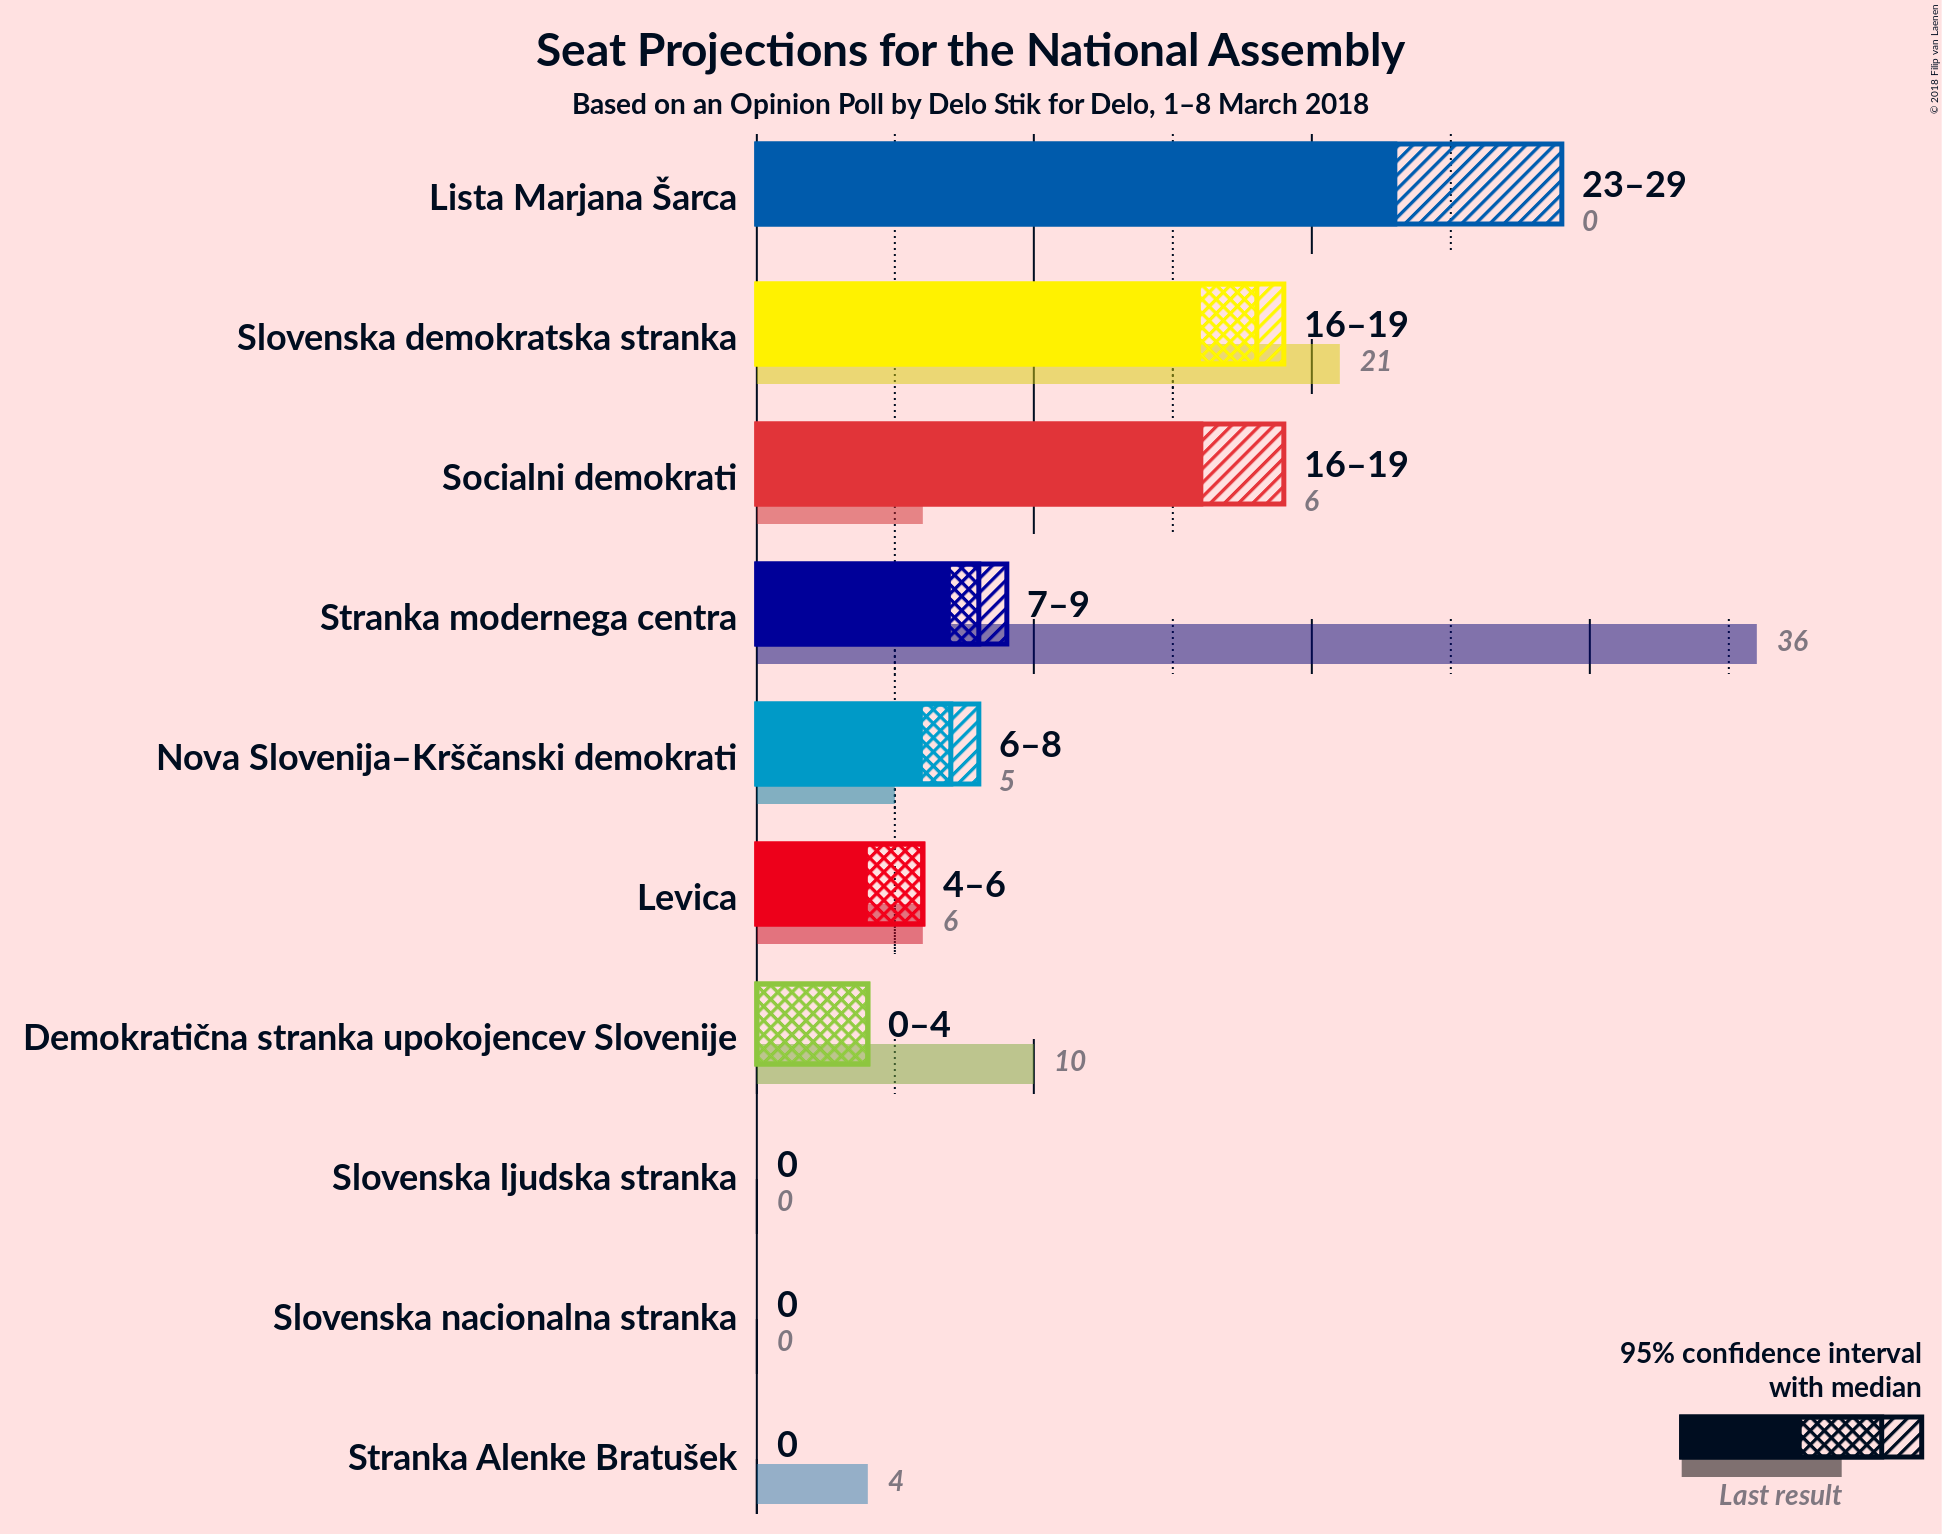 Seat Projections for the National Assembly
Based on an Opinion Poll by Delo Stik for Delo, 1–8 March 2018
© 2018 Filip van Laenen
Lista Marjana Šarca
23–29
0
Slovenska demokratska stranka
16–19
21
Socialni demokrati
16–19
6
Stranka modernega centra
7–9
36
Nova Slovenija–Krščanski demokrati
6–8
5
Levica
4–6
6
Demokratična stranka upokojencev Slovenije
0–4
10
Slovenska ljudska stranka
0
0
Slovenska nacionalna stranka
0
0
Stranka Alenke Bratušek
0
4
95% confidence interval
with median
Last result